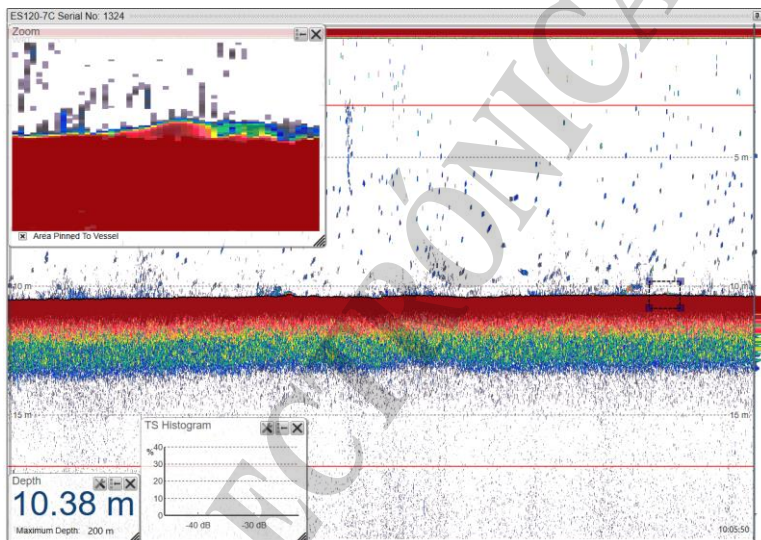 ES120-7C Serial No: 1324
Zoom
Area Pinned To Vessel
5 m
10 m
10 m
15 m
15 m
TS Histogram
%
40
30
20
10
0
-40 dB
-30 dB
Depth
10.38 m
Maximum Depth: 200 m
10:05:50
ECTRÓNICA